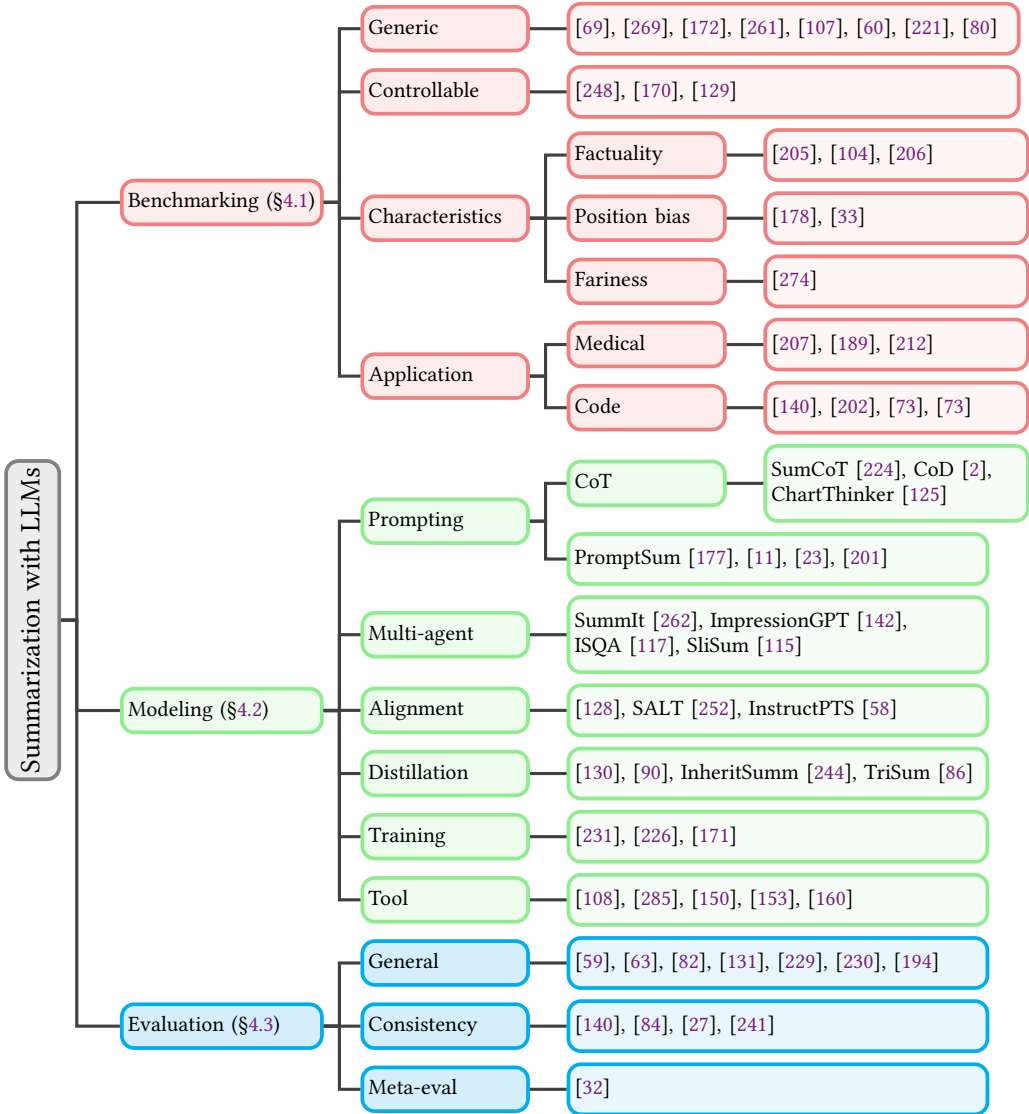 Summarization with LLMs
Benchmarking (§4.1)
Generic
[69], [269], [172], [261], [107], [60], [221], [80]
Controllable
[248], [170], [129]
Characteristics
Factuality
[205], [104], [206]
Position bias
[178], [33]
Fariness
[274]
Application
Medical
[207], [189], [212]
Code
[140], [202], [73], [73]
Modeling (§4.2)
Prompting
CoT
SumCoT [224], CoD [2],
ChartThinker [125]
PromptSum [177], [11], [23], [201]
Multi-agent
SummIt [262], ImpressionGPT [142],
ISQA [117], SliSum [115]
Alignment
[128], SALT [252], InstructPTS [58]
Distillation
[130], [90], InheritSumm [244], TriSum [86]
Training
[231], [226], [171]
Tool
[108], [285], [150], [153], [160]
Evaluation (§4.3)
General
[59], [63], [82], [131], [229], [230], [194]
Consistency
[140], [84], [27], [241]
Meta-eval
[32]